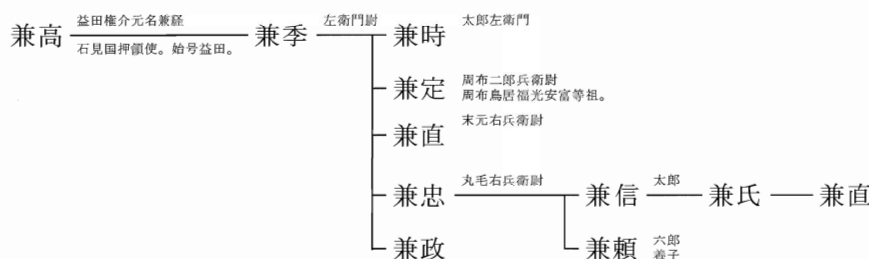 兼高
益田権介元名兼経
石見国押領使。始号益田。
兼季
左衛門尉
兼時
太郎左衛門
兼定
周布二郎兵衛尉
周布鳥居福光安富等祖。
兼直
末元右兵衛尉
兼忠
丸毛右兵衛尉
兼信
太郎
兼氏
兼直
兼政
兼頼
六郎
養子